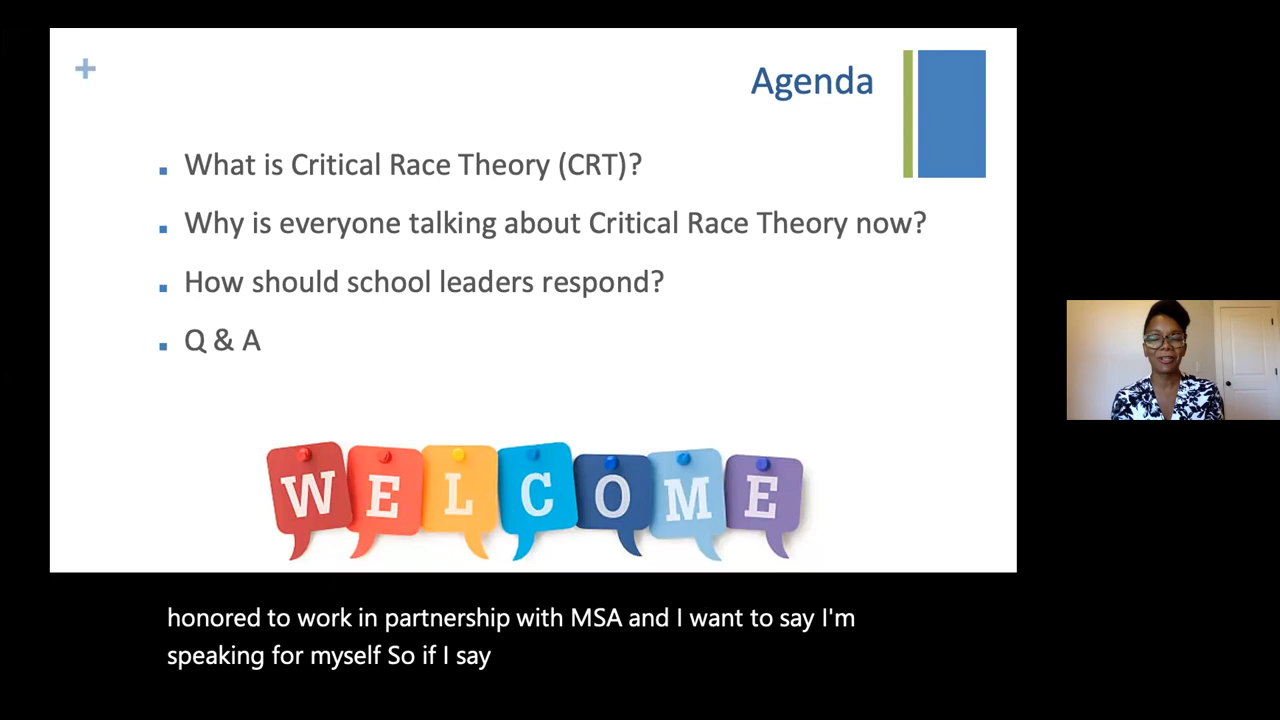 +
Agenda
What is Critical Race Theory (CRT)?
Why is everyone talking about Critical Race Theory now?
How should school leaders respond?
Q & A
WELCOME
honored to work in partnership with MSA and I want to say I'm
speaking for myself So if I say